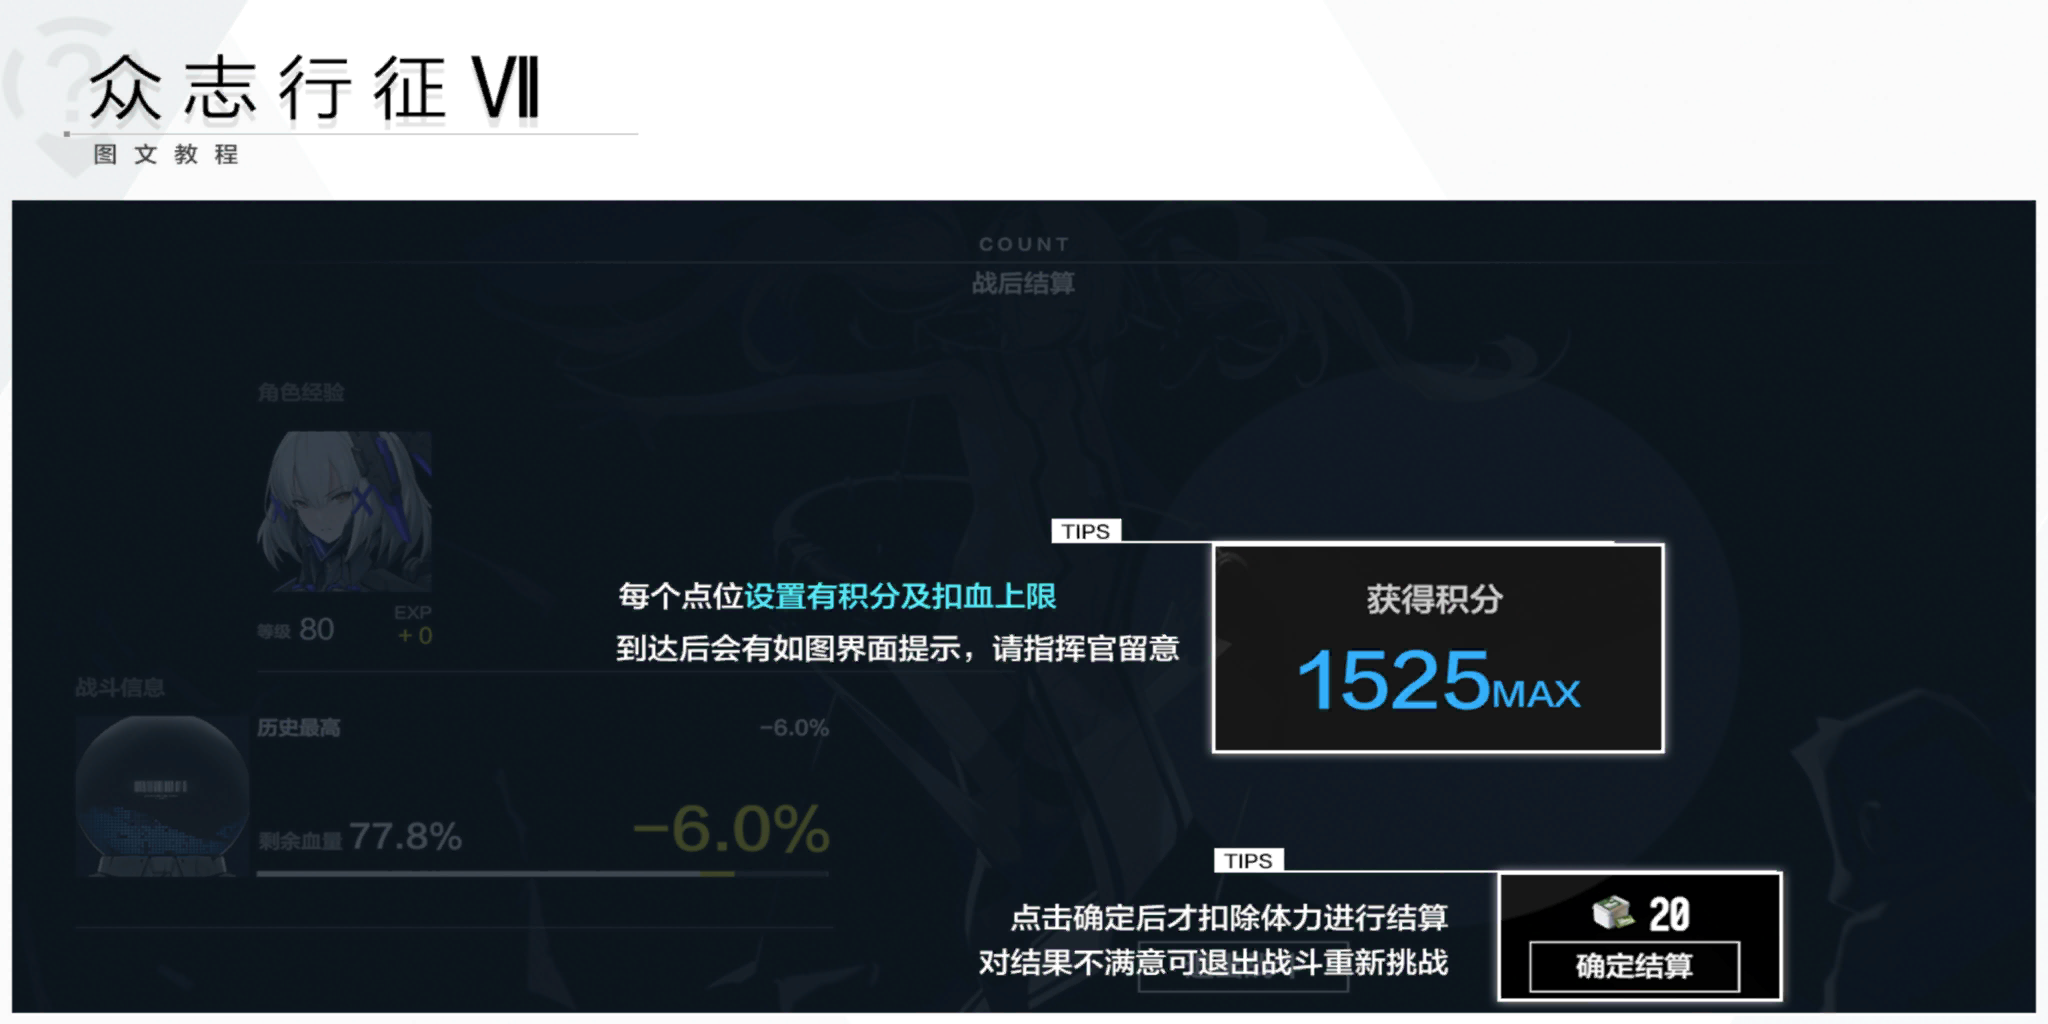 众志行征Ⅶ
图文教程
COUNT
战后结算
角色经验
等级 80
EXP
+0
TIPS
每个点位设置有积分及扣血上限
到达后会有如图界面提示，请指挥官留意
获得积分
1525MAX
战斗信息
历史最高
-6.0%
剩余血量 77.8%
-6.0%
TIPS
点击确定后才扣除体力进行结算
对结果不满意可退出战斗重新挑战
20
确定结算